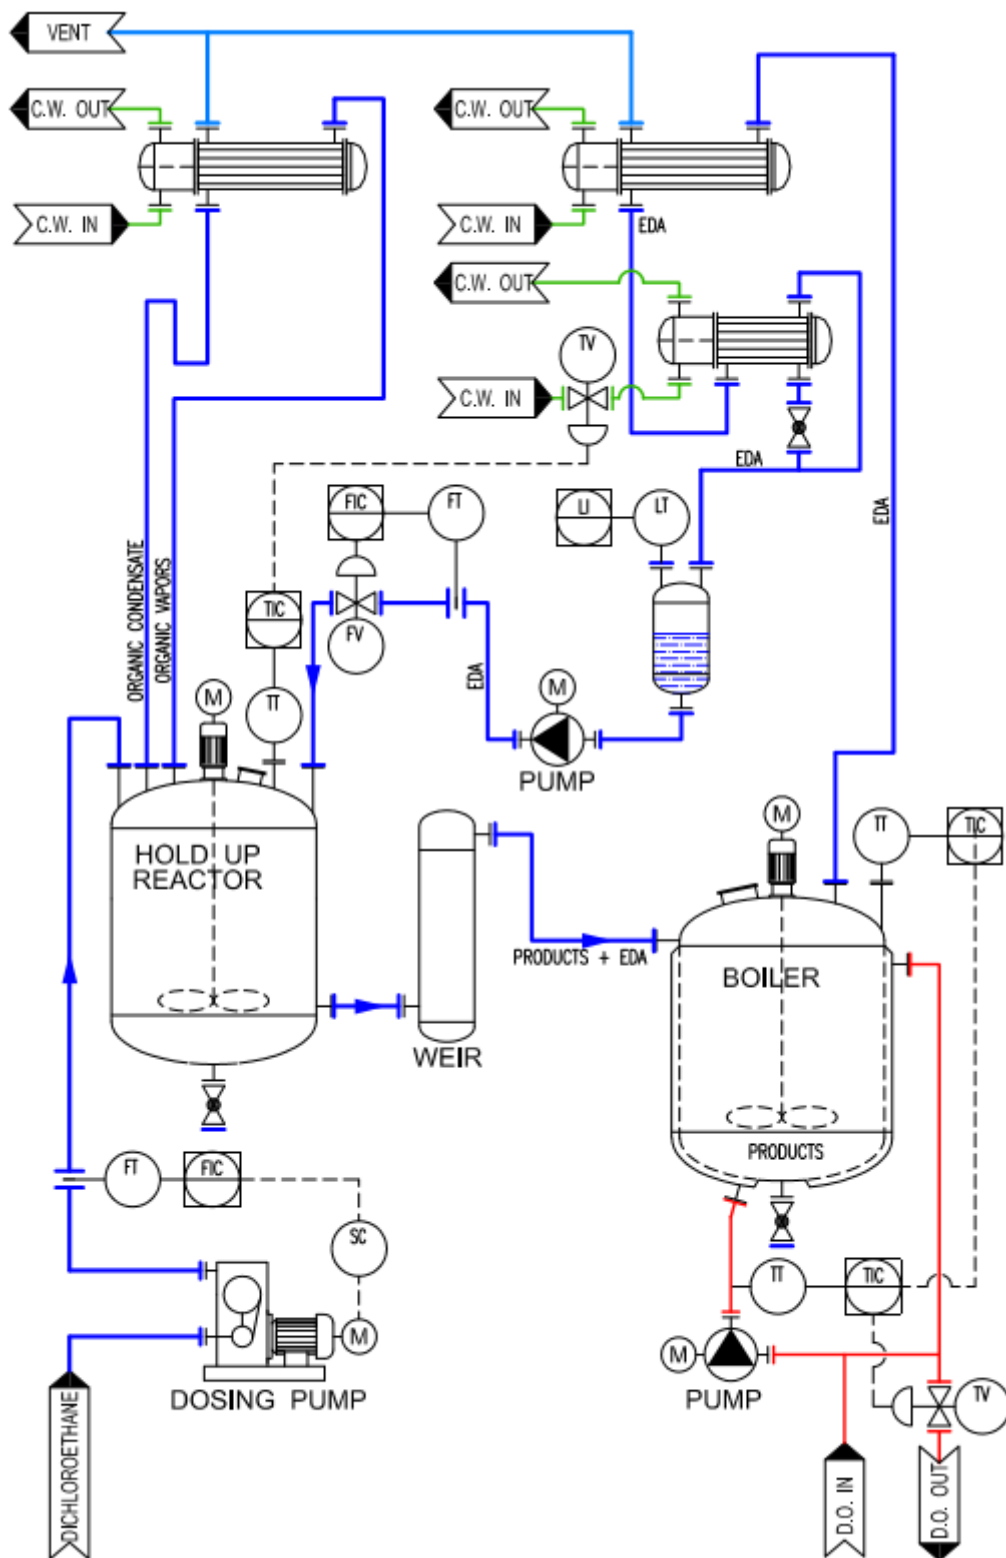 VENT
C.W. OUT
C.W. OUT
C.W. IN
C.W. IN
EDA
C.W. OUT
TV
C.W. IN
EDA
EDA
FIC
FT
LI
LT
ORGANIC CONDENSATE
ORGANIC VAPORS
TIC
FV
EDA
M
TT
M
PUMP
M
TT
TIC
HOLD UP
REACTOR
PRODUCTS + EDA
BOILER
WEIR
PRODUCTS
FT
FIC
SC
TT
TIC
M
M
PUMP
TV
DOSING PUMP
DICHLOROETHANE
D.O. IN
D.O. OUT